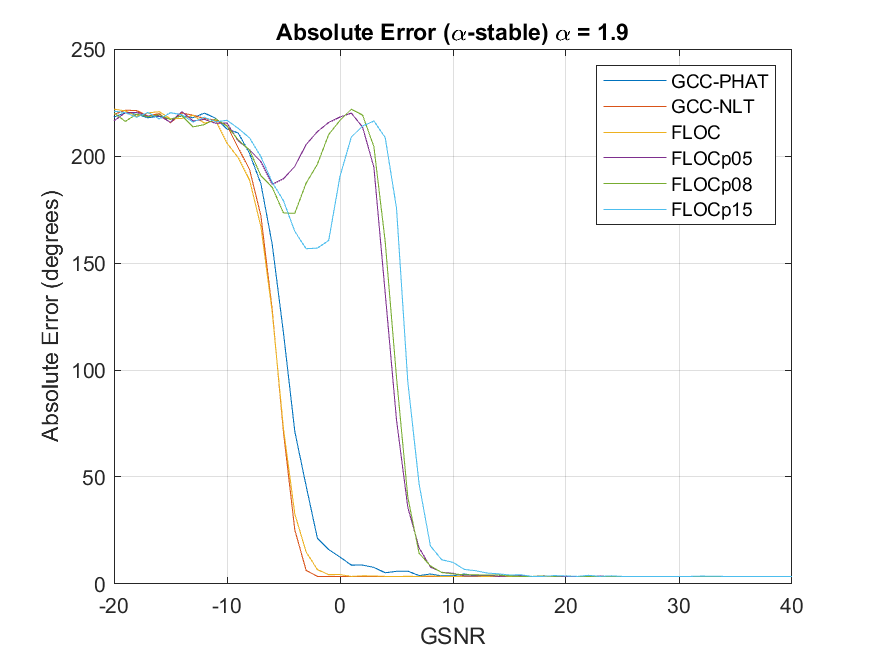 Absolute Error (α-stable) α = 1.9
250
200
150
100
50
0
Absolute Error (degrees)
-20
-10
0
10
20
30
40
GSNR
GCC-PHAT
GCC-NLT
FLOC
FLOCp05
FLOCp08
FLOCp15